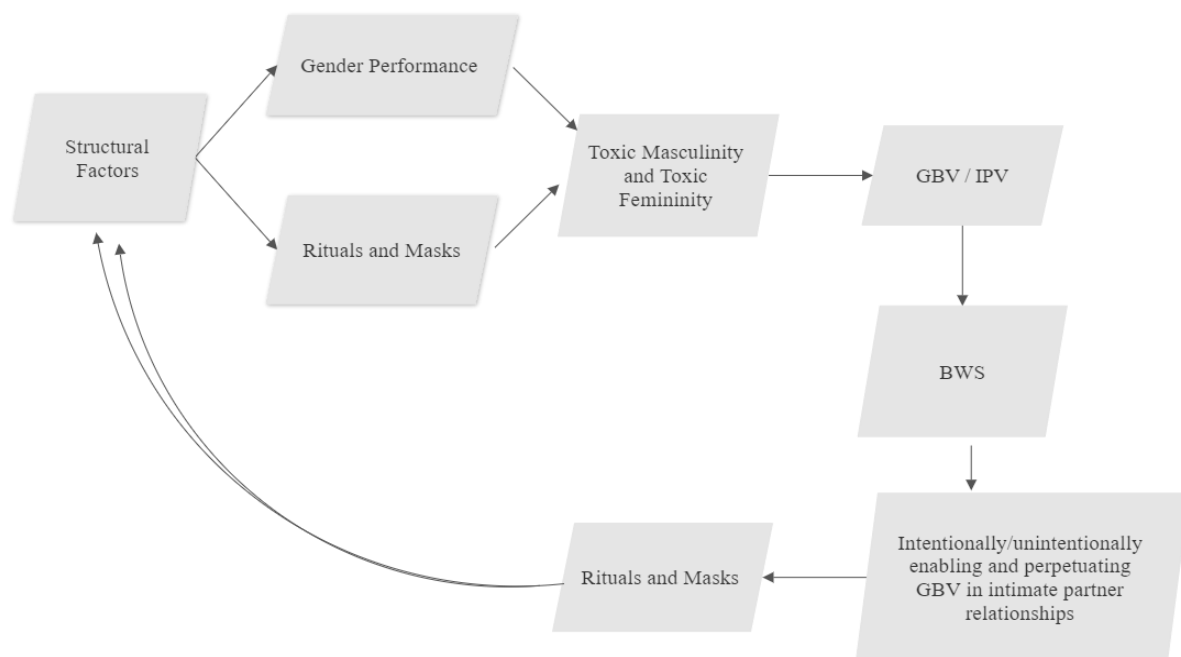 Gender Performance
Structural
Factors
Rituals and Masks
Toxic Masculinity
and Toxic
Femininity
GBV / IPV
BWS
Intentionally/unintentionally
enabling and perpetuating
GBV in intimate partner
relationships
Rituals and Masks